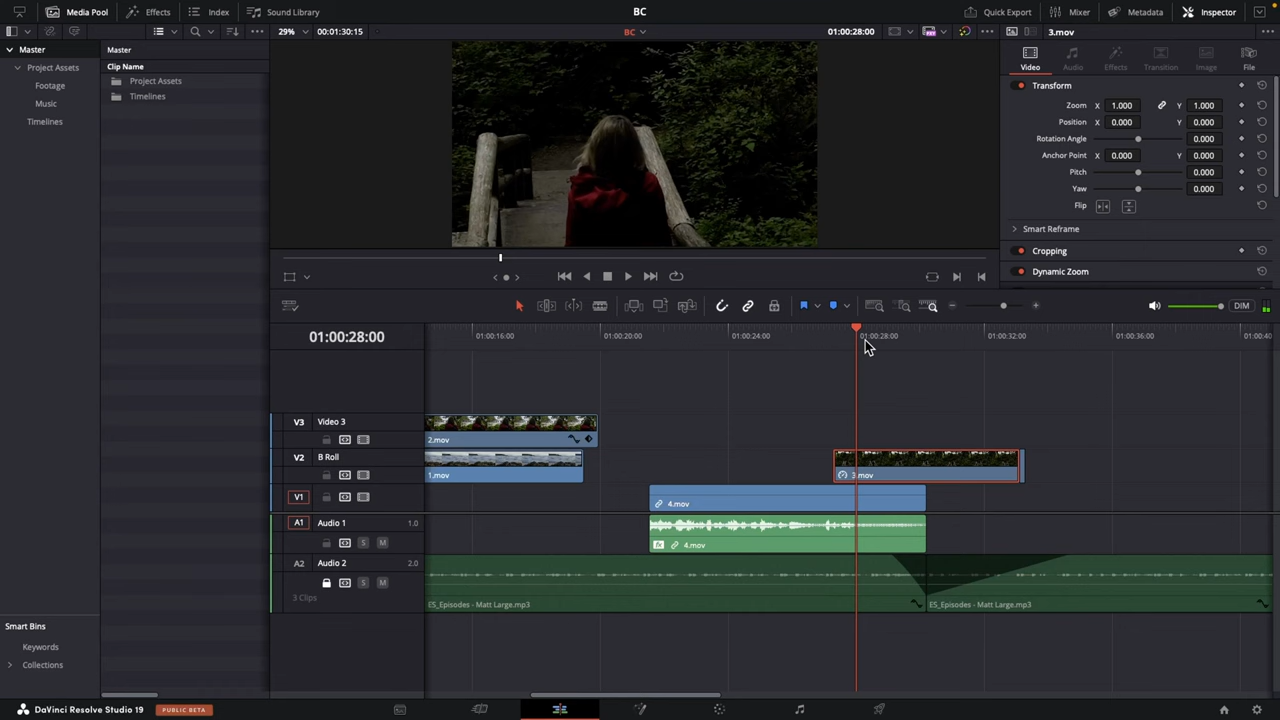 Media Pool Effects Index Sound Library BC Quick Export Mixer Metadata Inspector
29% 00:01:30:15 BC 01:00:28:00 3.mov
Master Master
Project Assets
Footage
Music
Timelines
Clip Name
Project Assets
Timelines
Video Audio Effects Transition Image File
Transform
Zoom X 1.000 Y 1.000
Position X 0.000 Y 0.000
Rotation Angle 0.000
Anchor Point X 0.000 Y 0.000
Pitch 0.000
Yaw 0.000
Flip
Smart Reframe
Cropping
Dynamic Zoom
DIM
01:00:28:00 01:00:16:00 01:00:20:00 01:00:24:00 01:00:28:00 01:00:32:00 01:00:36:00 01:00:40
V3 Video 3
2.mov
V2 B Roll
1.mov 3.mov
V1 4.mov
A1 Audio 1 1.0
S M 4.mov
A2 Audio 2 2.0
S M
3 Clips ES_Episodes - Matt Large.mp3 ES_Episodes - Matt Large.mp3
Smart Bins
Keywords
Collections
DaVinci Resolve Studio 19 PUBLIC BETA